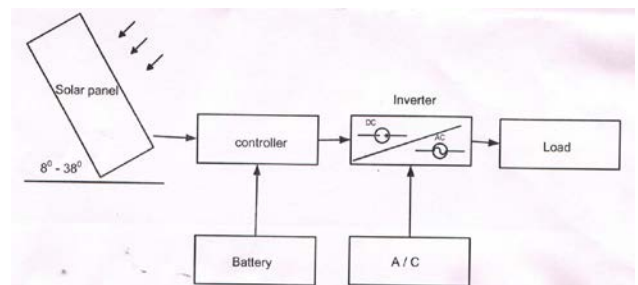 Solar panel
8⁰ - 38⁰
controller
Inverter
DC
AC
Load
Battery
A / C